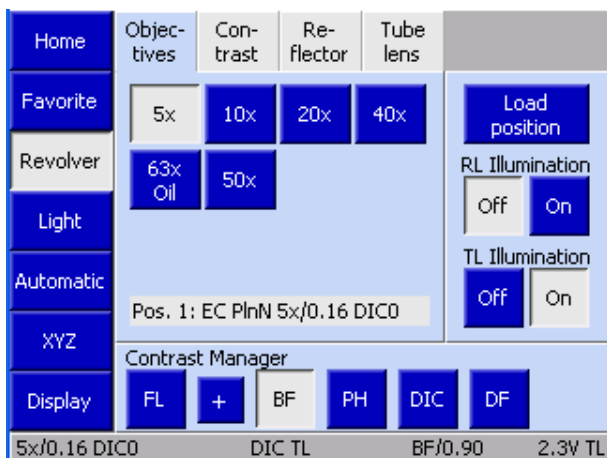 Home
Favorite
Revolver
Light
Automatic
XYZ
Display
Objec-
tives
Con-
trast
Re-
flector
Tube
lens
5x
10x
20x
40x
63x
Oil
50x
Pos. 1: EC PlnN 5x/0.16 DIC0
Load
position
RL Illumination
Off
On
TL Illumination
Off
On
Contrast Manager
FL
+
BF
PH
DIC
DF
5x/0.16 DIC0 DIC TL BF/0.90 2.3V TL